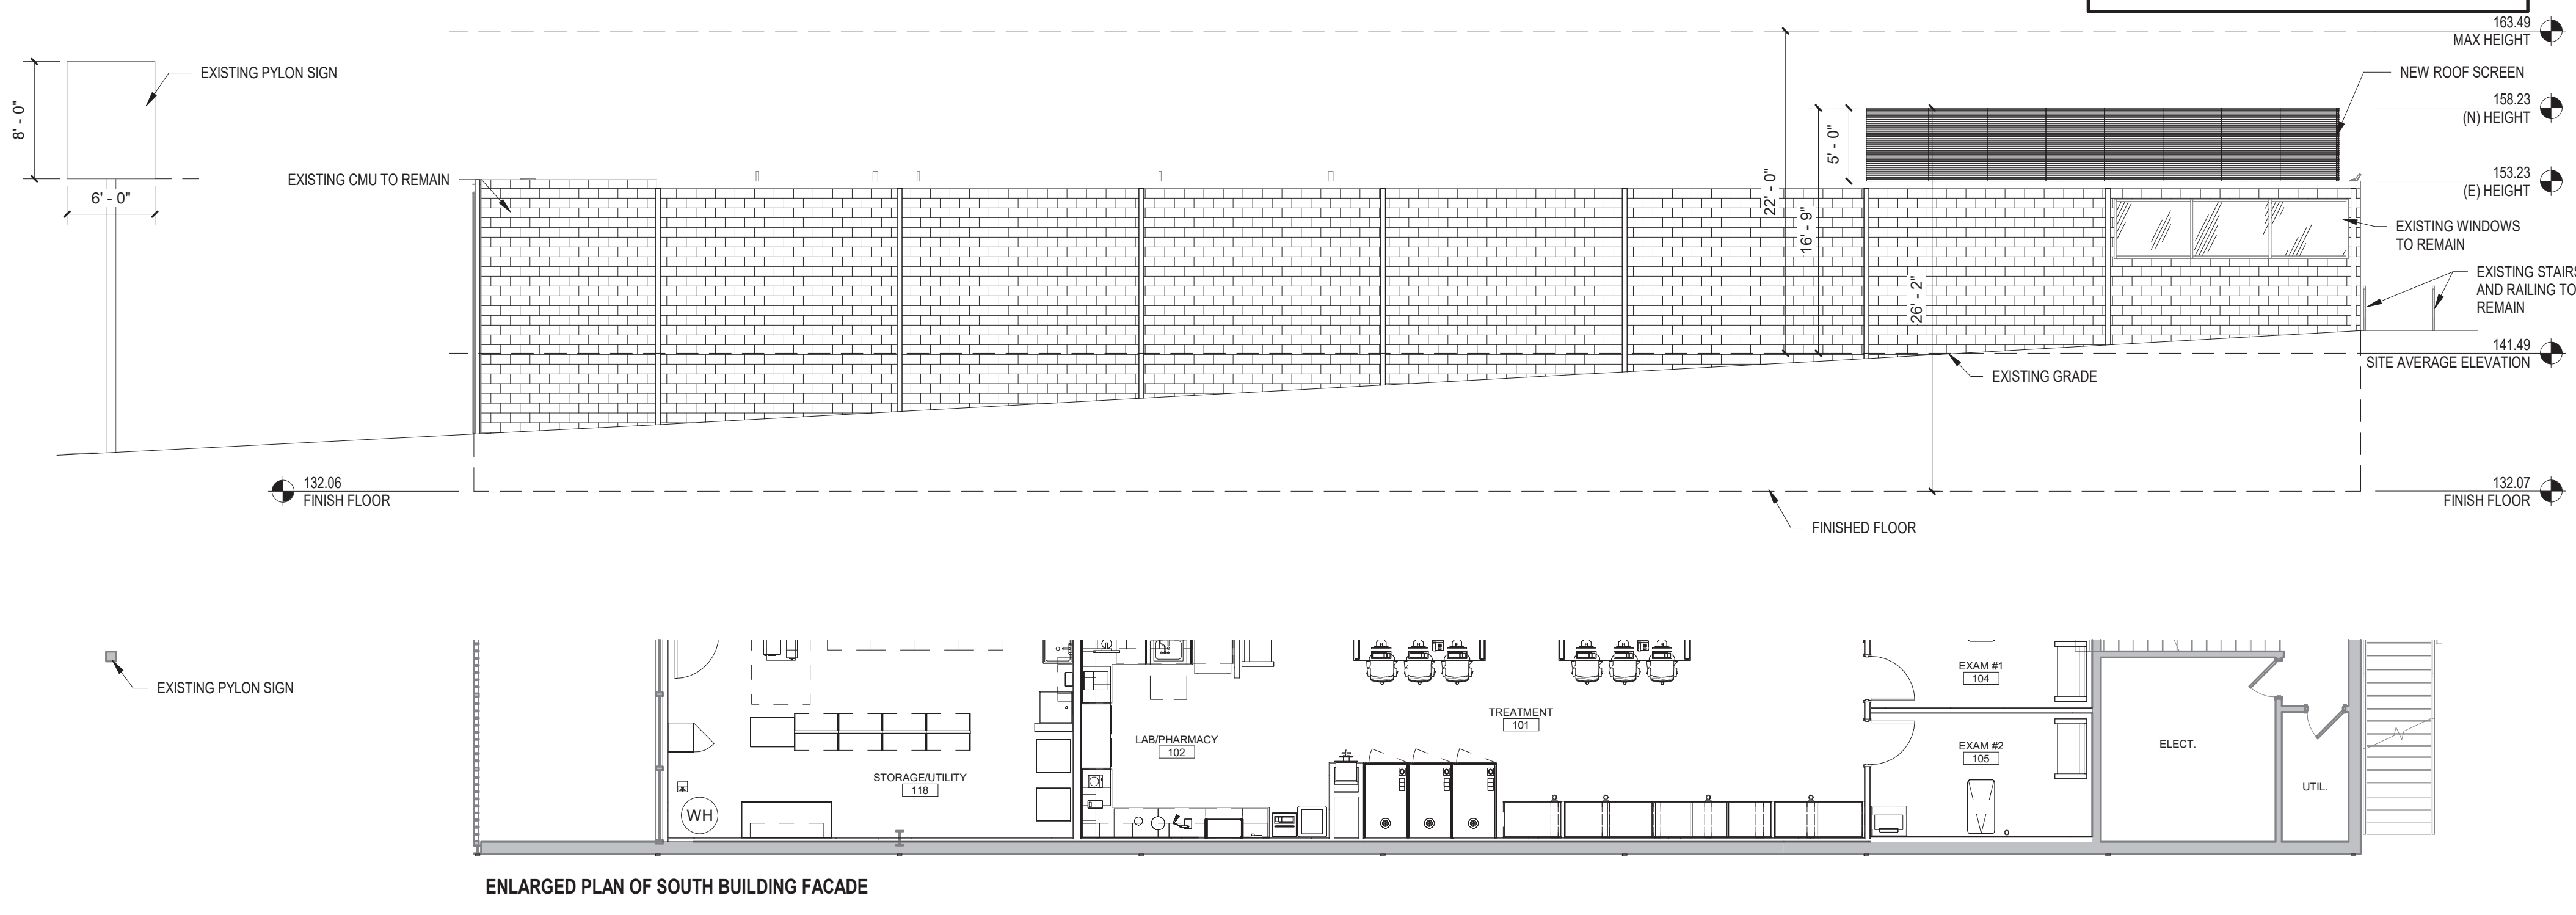 163.49
MAX HEIGHT
EXISTING PYLON SIGN
NEW ROOF SCREEN
8' - 0"
158.23
(N) HEIGHT
5' - 0"
EXISTING CMU TO REMAIN
153.23
(E) HEIGHT
6' - 0"
22' - 0"
16' - 9"
EXISTING WINDOWS
TO REMAIN
26' - 2"
EXISTING STAIRS
AND RAILING TO
REMAIN
141.49
SITE AVERAGE ELEVATION
EXISTING GRADE
132.06
FINISH FLOOR
132.07
FINISH FLOOR
FINISHED FLOOR
EXISTING PYLON SIGN
EXAM #1
104
TREATMENT
101
LAB/PHARMACY
102
EXAM #2
105
ELECT.
STORAGE/UTILITY
118
UTIL.
WH
ENLARGED PLAN OF SOUTH BUILDING FACADE